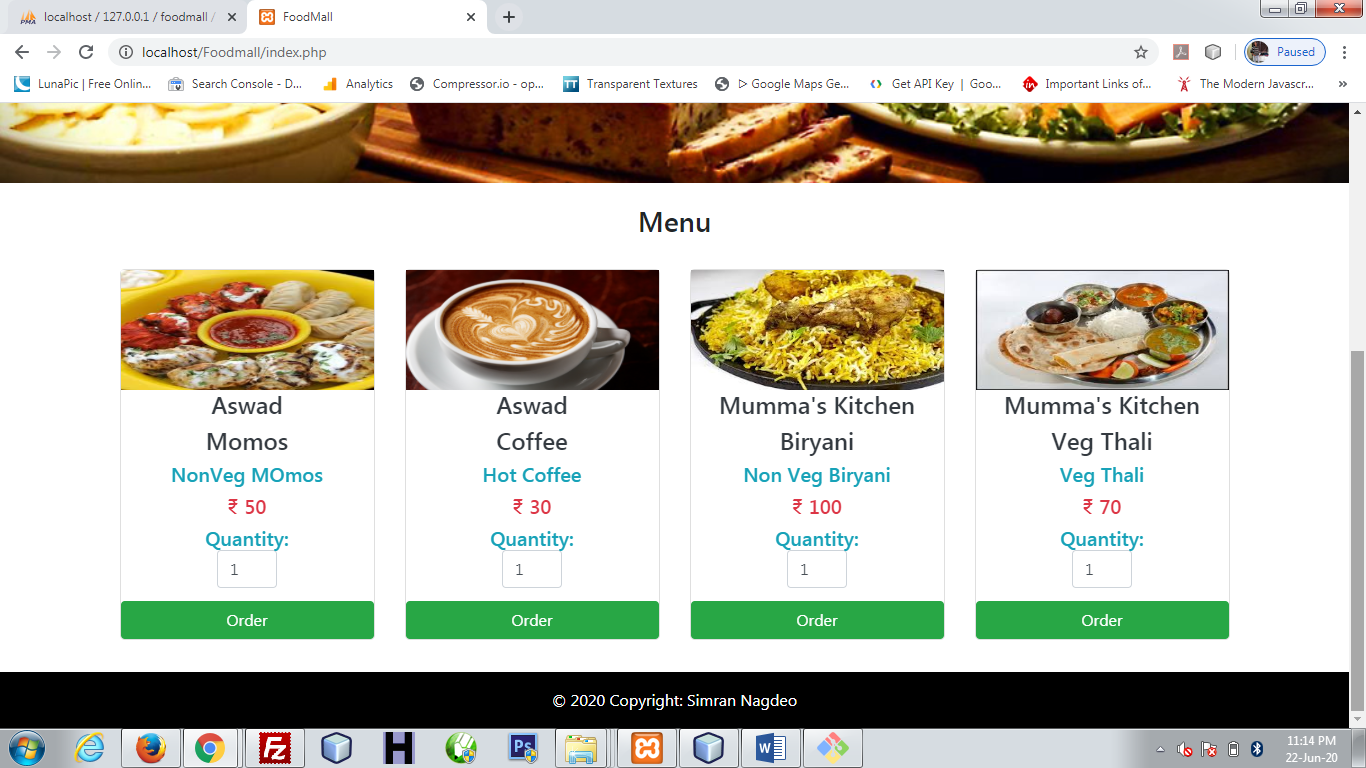 localhost / 127.0.0.1 / foodmall /
FoodMall
localhost/Foodmall/index.php
Paused
LunaPic | Free Onlin...
Search Console - D...
Analytics
Compressor.io - op...
TT Transparent Textures
ᐅ Google Maps Ge...
Get API Key | Goo...
Important Links of...
The Modern Javascr...
»
Menu
Aswad
Momos
NonVeg MOmos
₹ 50
Quantity:
1
Order
Aswad
Coffee
Hot Coffee
₹ 30
Quantity:
1
Order
Mumma's Kitchen
Biryani
Non Veg Biryani
₹ 100
Quantity:
1
Order
Mumma's Kitchen
Veg Thali
Veg Thali
₹ 70
Quantity:
1
Order
© 2020 Copyright: Simran Nagdeo
11:14 PM
22-Jun-20